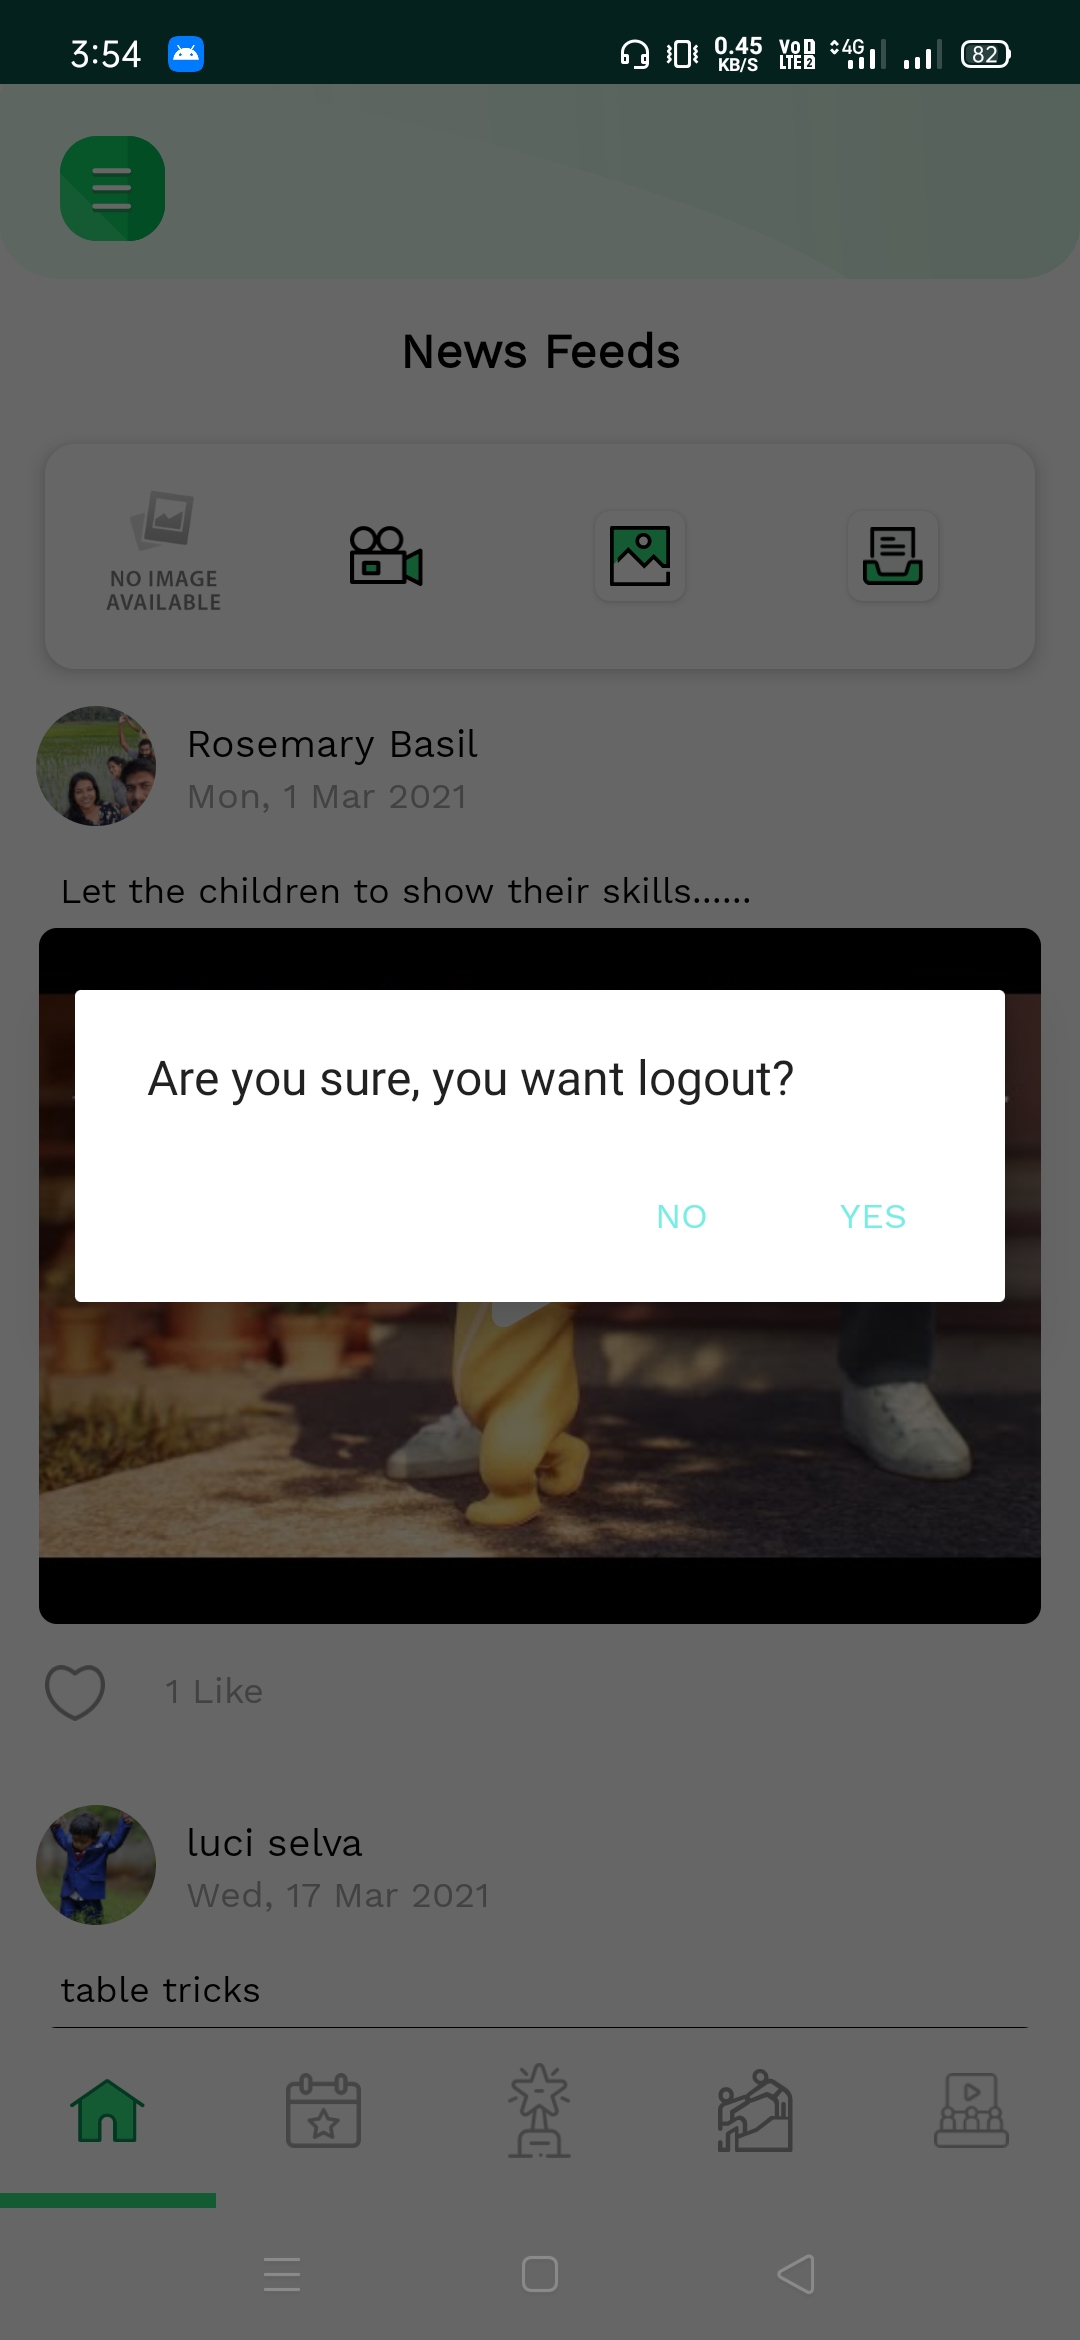 3:54
0.45
KB/S
Vo 1
LTE 2
4G
82
News Feeds
NO IMAGE
AVAILABLE
Rosemary Basil
Mon, 1 Mar 2021
Let the children to show their skills......
Are you sure, you want logout?
NO
YES
1 Like
luci selva
Wed, 17 Mar 2021
table tricks